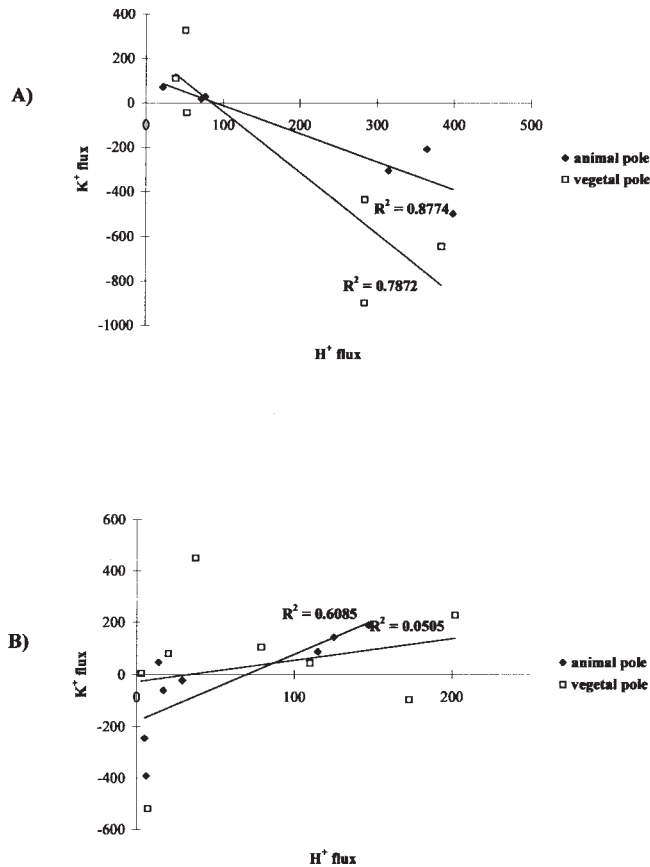 400
200
A)
0
0 100 200 300 400 500
-200
K+ flux
-400
R² = 0.8774
-600
-800
R² = 0.7872
-1000
H+ flux
animal pole
vegetal pole
600
400
200
R² = 0.6085
R² = 0.0505
B)
0
0 100 200
K+ flux
-200
-400
-600
H+ flux
animal pole
vegetal pole